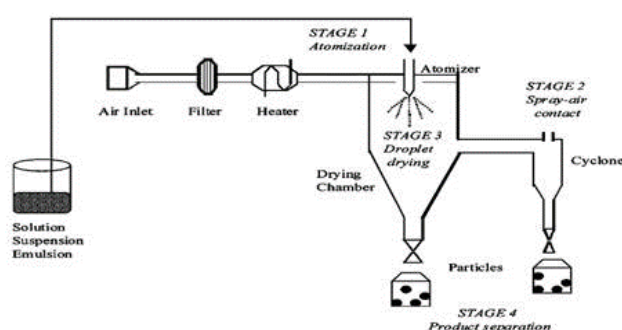 STAGE 1
Atomization
Atomizer
STAGE 2
Spray-air
contact
Air Inlet
Filter
Heater
STAGE 3
Droplet
drying
Drying
Chamber
Cyclone
Solution
Suspension
Emulsion
Particles
STAGE 4
Product separation